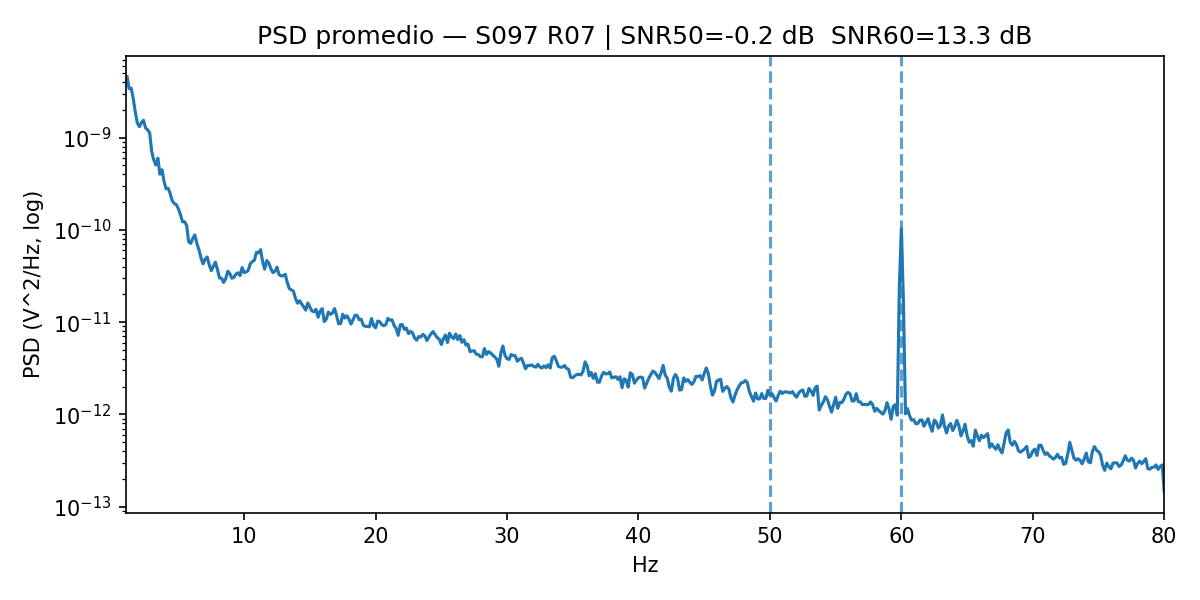 PSD promedio — S097 R07 | SNR50=-0.2 dB  SNR60=13.3 dB
PSD (V^2/Hz, log)
10⁻⁹
10⁻¹⁰
10⁻¹¹
10⁻¹²
10⁻¹³
10 20 30 40 50 60 70 80
Hz